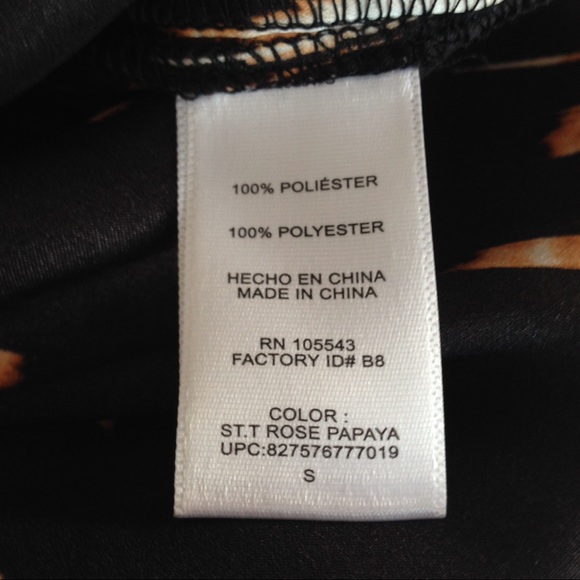 100% POLIÉSTER
100% POLYESTER
HECHO EN CHINA
MADE IN CHINA
RN 105543
FACTORY ID# B8
COLOR :
ST.T ROSE PAPAYA
UPC:827576777019
S